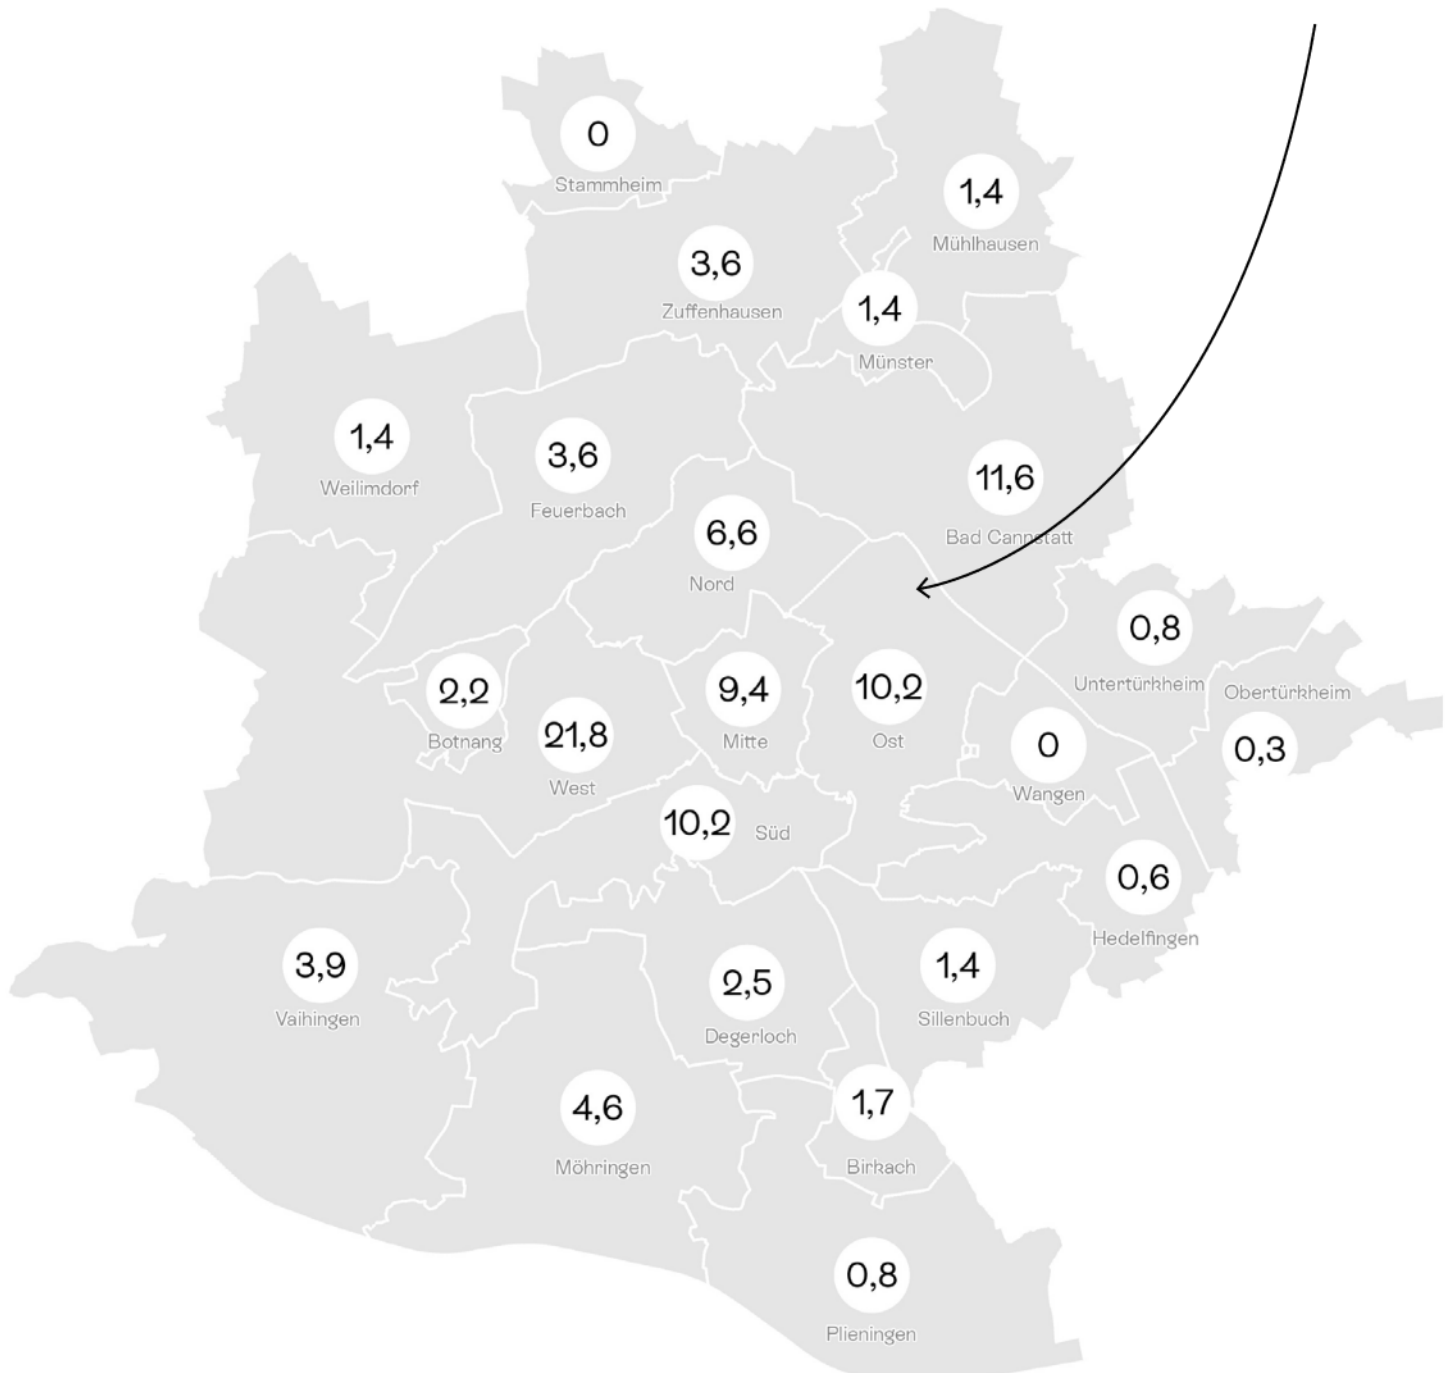 0
Stammheim
1,4
Mühlhausen
3,6
Zuffenhausen
1,4
Münster
1,4
Weilimdorf
3,6
Feuerbach
11,6
Bad Cannstatt
6,6
Nord
0,8
Untertürkheim
Obertürkheim
0,3
2,2
Botnang
21,8
West
9,4
Mitte
10,2
Ost
0
Wangen
10,2
Süd
0,6
Hedelfingen
3,9
Vaihingen
2,5
Degerloch
1,4
Sillenbuch
4,6
Möhringen
1,7
Birkach
0,8
Plieningen